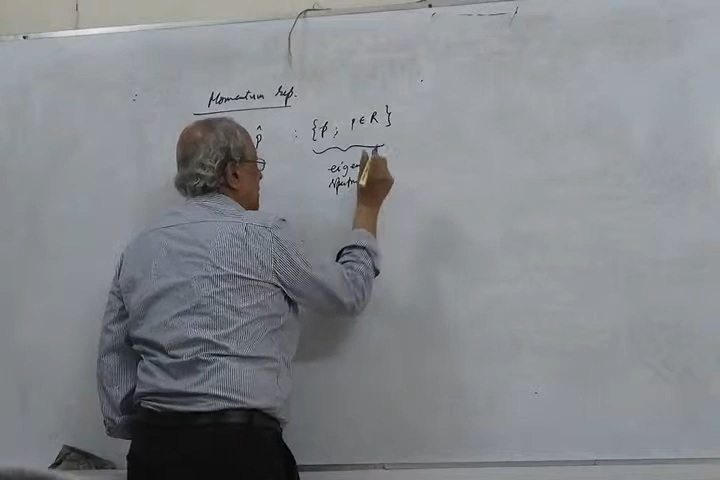 Momentum rep.
p̂ : {p; p ∈ R}
eigen